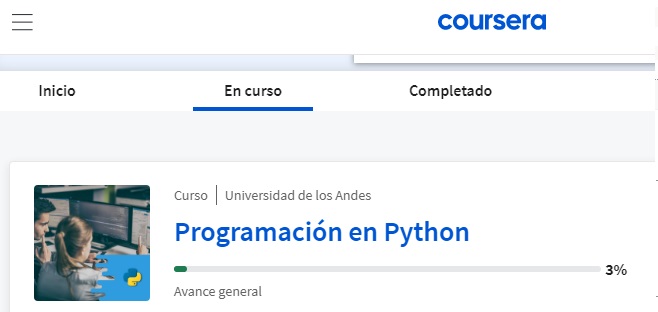 coursera
Inicio En curso Completado
Curso Universidad de los Andes
Programación en Python
3%
Avance general